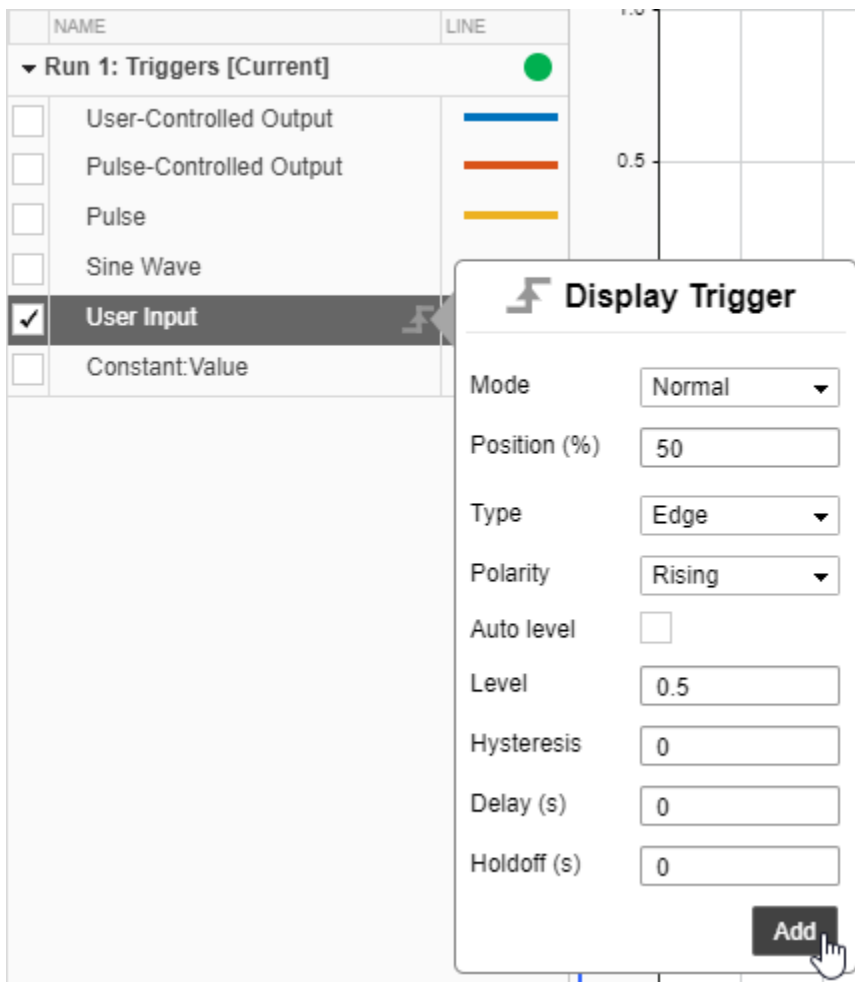 NAME LINE
Run 1: Triggers [Current]
User-Controlled Output
Pulse-Controlled Output
Pulse
Sine Wave
User Input
Constant:Value
0.5
Display Trigger
Mode Normal
Position (%) 50
Type Edge
Polarity Rising
Auto level
Level 0.5
Hysteresis 0
Delay (s) 0
Holdoff (s) 0
Add